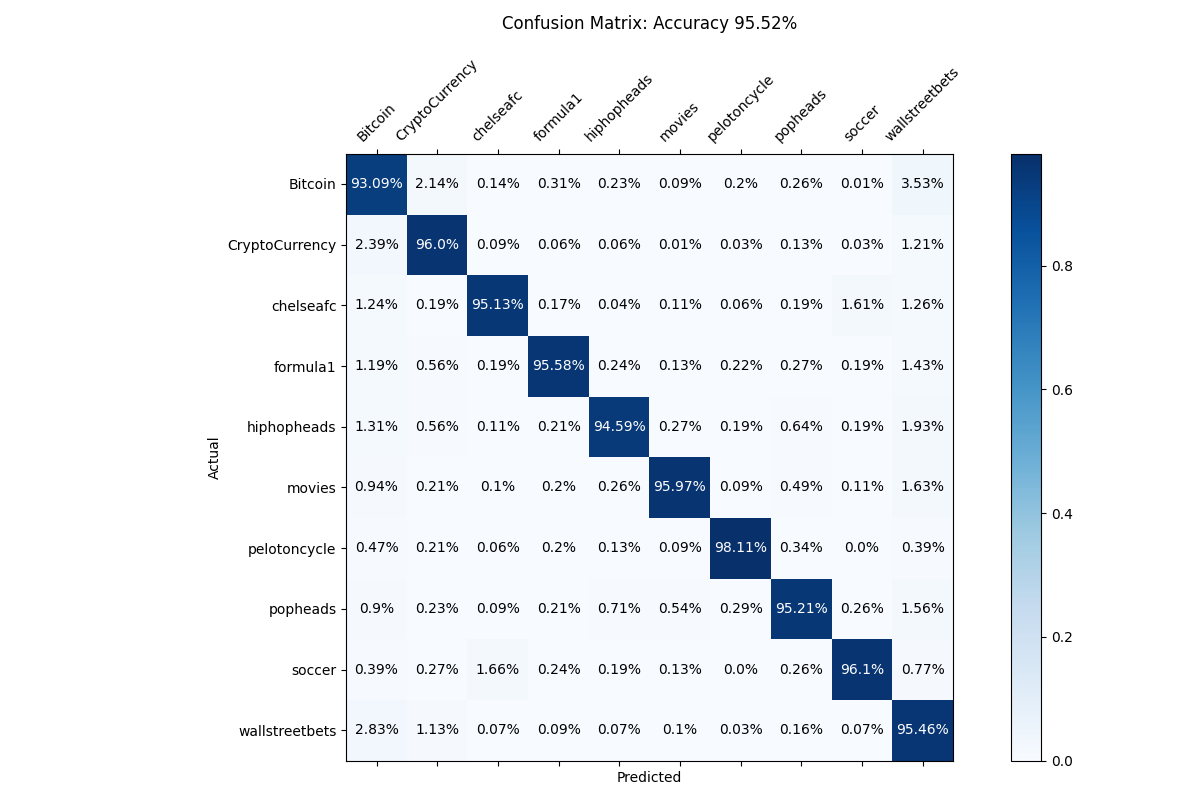 Confusion Matrix: Accuracy 95.52%
Bitcoin CryptoCurrency chelseafc formula1 hiphopheads movies pelotoncycle popheads soccer wallstreetbets
Bitcoin 93.09% 2.14% 0.14% 0.31% 0.23% 0.09% 0.2% 0.26% 0.01% 3.53%
CryptoCurrency 2.39% 96.0% 0.09% 0.06% 0.06% 0.01% 0.03% 0.13% 0.03% 1.21%
chelseafc 1.24% 0.19% 95.13% 0.17% 0.04% 0.11% 0.06% 0.19% 1.61% 1.26%
formula1 1.19% 0.56% 0.19% 95.58% 0.24% 0.13% 0.22% 0.27% 0.19% 1.43%
hiphopheads 1.31% 0.56% 0.11% 0.21% 94.59% 0.27% 0.19% 0.64% 0.19% 1.93%
movies 0.94% 0.21% 0.1% 0.2% 0.26% 95.97% 0.09% 0.49% 0.11% 1.63%
pelotoncycle 0.47% 0.21% 0.06% 0.2% 0.13% 0.09% 98.11% 0.34% 0.0% 0.39%
popheads 0.9% 0.23% 0.09% 0.21% 0.71% 0.54% 0.29% 95.21% 0.26% 1.56%
soccer 0.39% 0.27% 1.66% 0.24% 0.19% 0.13% 0.0% 0.26% 96.1% 0.77%
wallstreetbets 2.83% 1.13% 0.07% 0.09% 0.07% 0.1% 0.03% 0.16% 0.07% 95.46%
Actual
Predicted
0.8
0.6
0.4
0.2
0.0